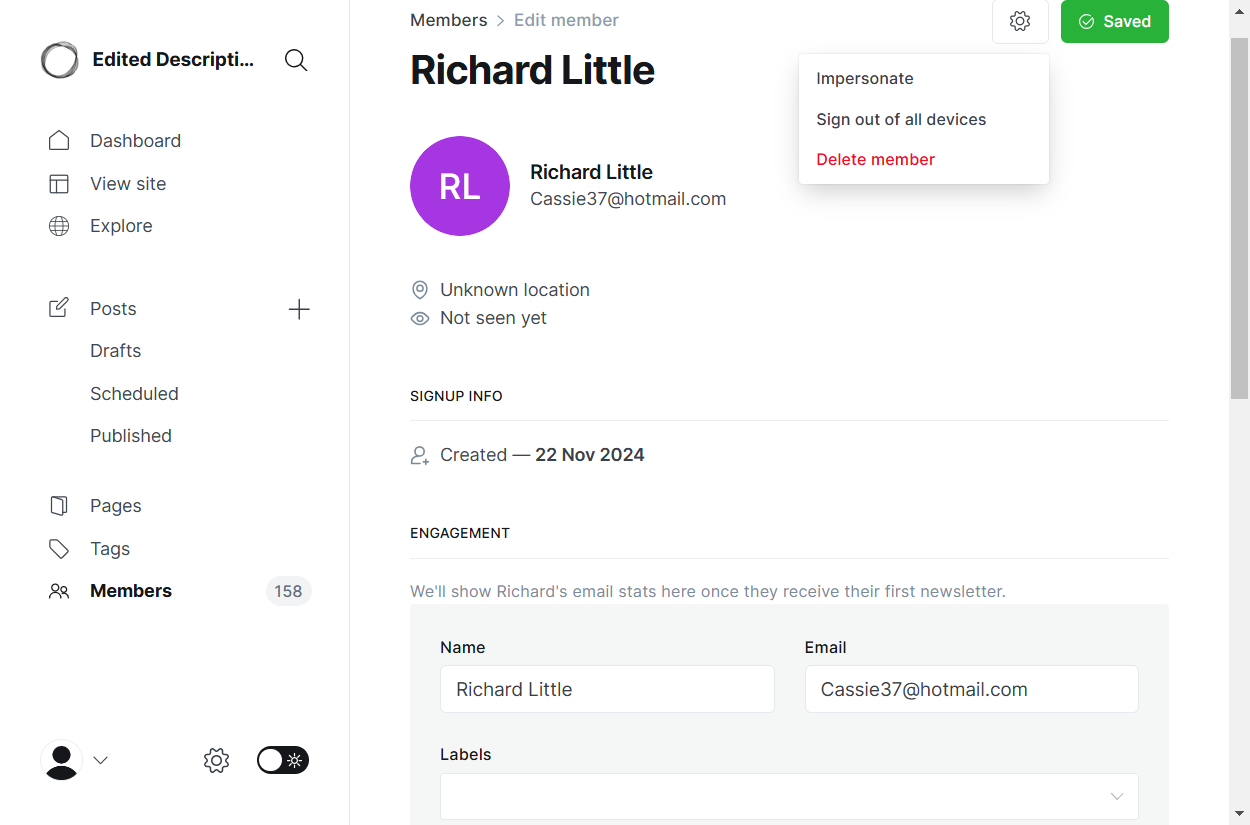 Edited Descripti...
Dashboard
View site
Explore
Posts
Drafts
Scheduled
Published
Pages
Tags
Members
158
Members > Edit member
Saved
Richard Little
Impersonate
Sign out of all devices
Delete member
RL
Richard Little
Cassie37@hotmail.com
Unknown location
Not seen yet
SIGNUP INFO
Created — 22 Nov 2024
ENGAGEMENT
We'll show Richard's email stats here once they receive their first newsletter.
Name
Email
Richard Little
Cassie37@hotmail.com
Labels